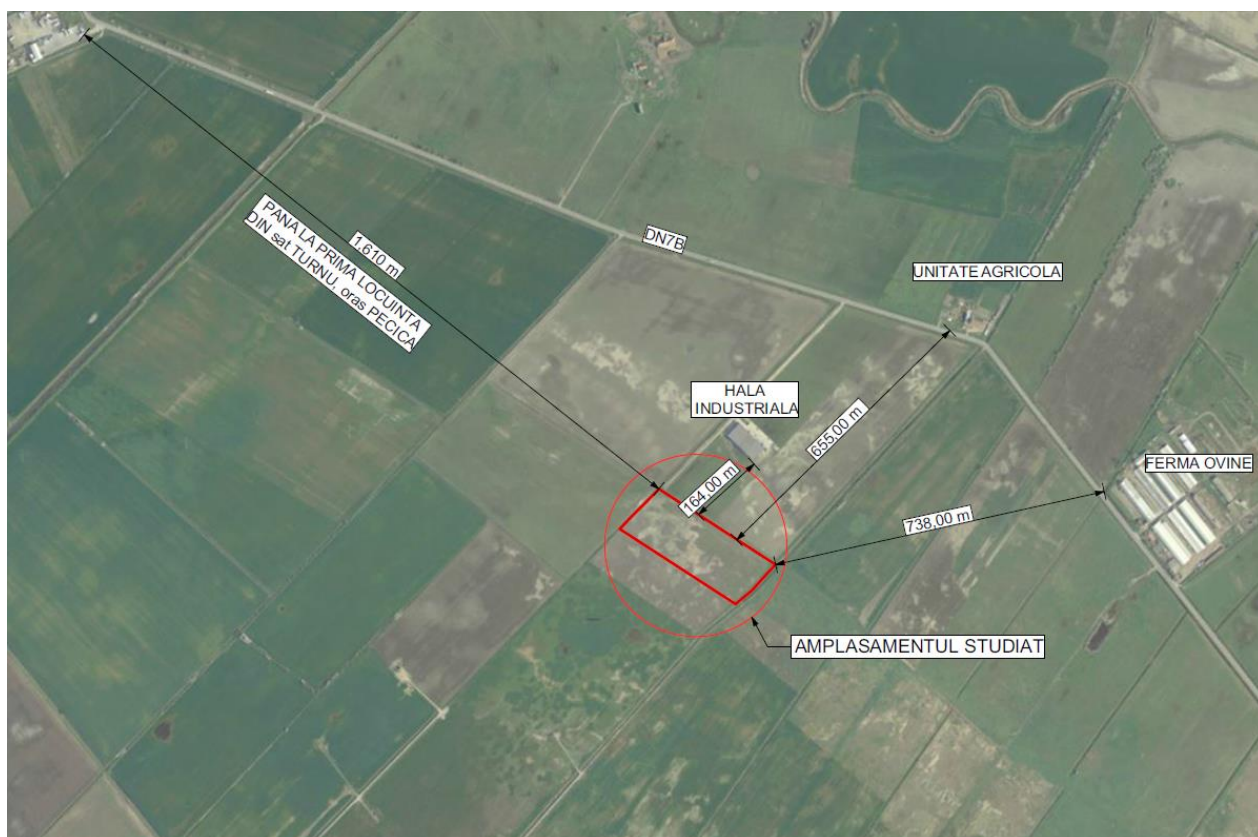 PANA LA PRIMA LOCUINTA
DIN sat TURNU, oras PECICA
1.610 m
DN7B
UNITATE AGRICOLA
HALA
INDUSTRIALA
655,00 m
164,00 m
FERMA OVINE
738,00 m
AMPLASAMENTUL STUDIAT